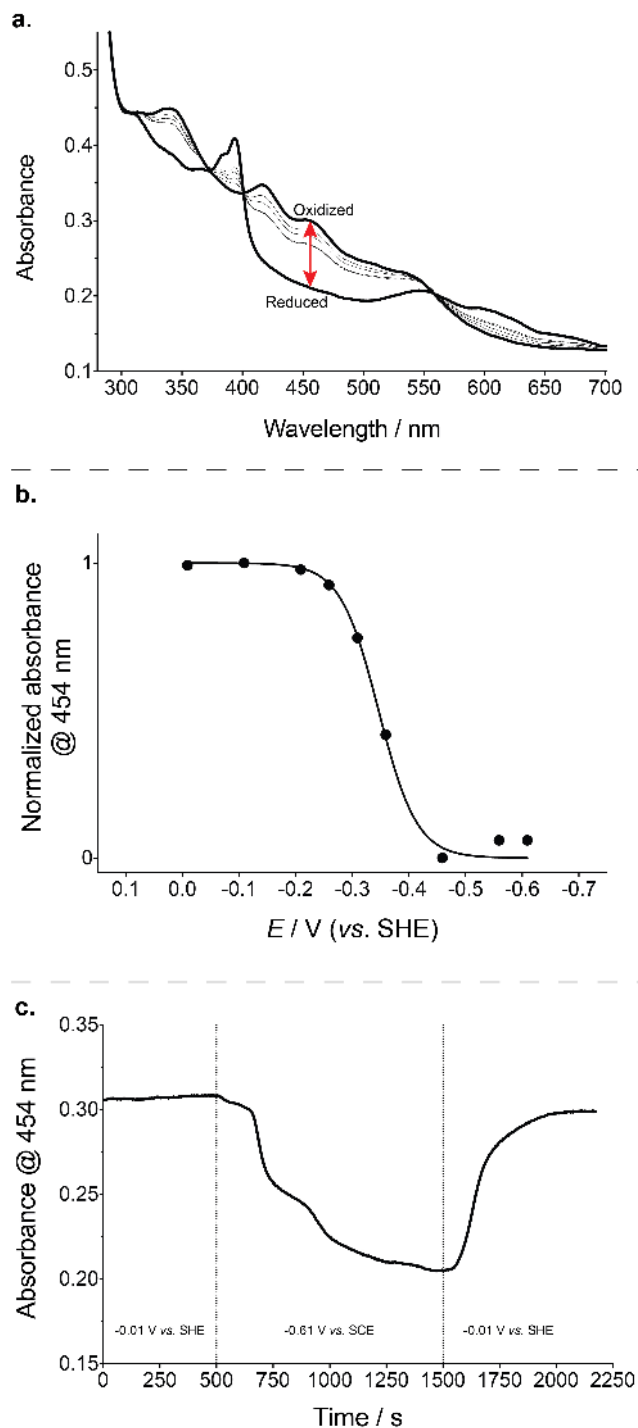 a.
0.5
0.4
0.3
0.2
0.1
Absorbance
Oxidized
Reduced
300 350 400 450 500 550 600 650 700
Wavelength / nm
b.
1
0
Normalized absorbance
@ 454 nm
0.1 0.0 -0.1 -0.2 -0.3 -0.4 -0.5 -0.6 -0.7
E / V (vs. SHE)
c.
0.35
0.30
0.25
0.20
0.15
Absorbance @ 454 nm
-0.01 V vs. SHE -0.61 V vs. SCE -0.01 V vs. SHE
0 250 500 750 1000 1250 1500 1750 2000 2250
Time / s